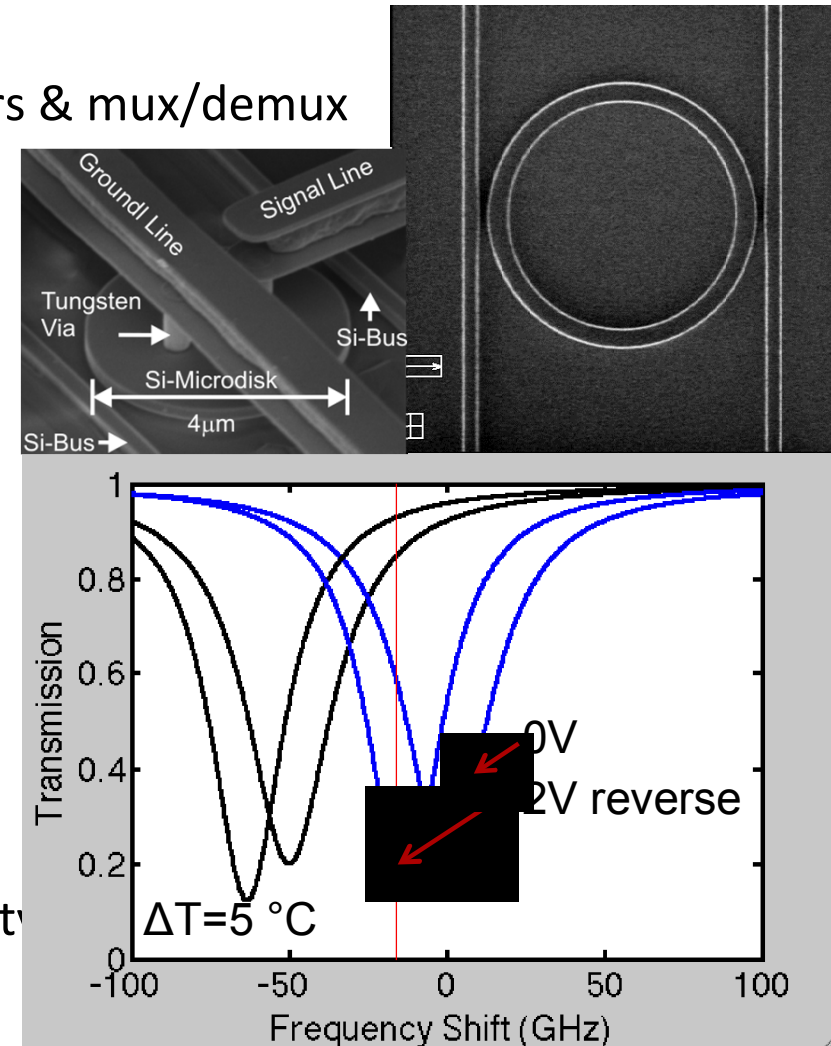 rs & mux/demux
Groundl Line
Signal Line
Tungsten
Via
Si-Bus
Si-Microdisk
4μm
Si-Bus
1
0.8
0.6
0.4
0.2
0
Transmission
0V
2V reverse
ΔT=5 °C
-100
-50
0
50
100
Frequency Shift (GHz)